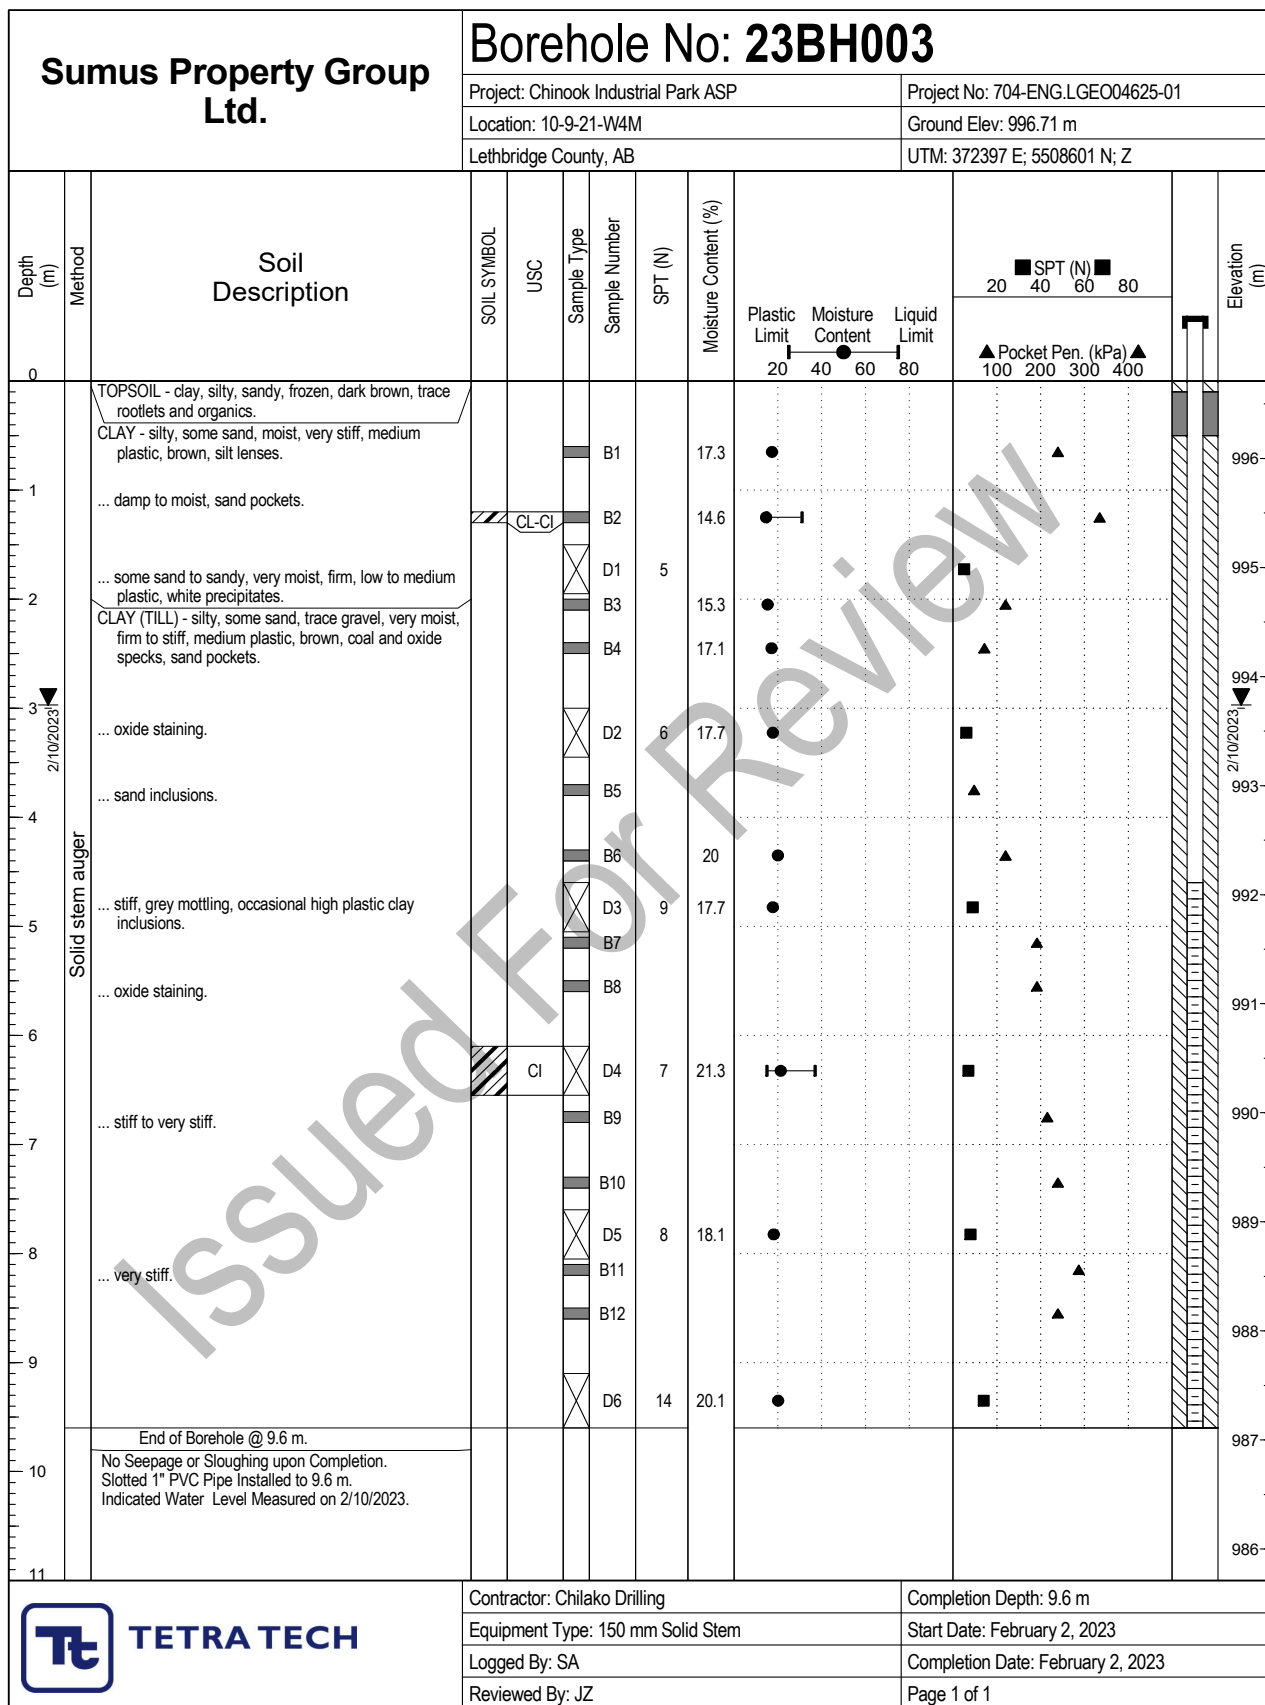 Sumus Property Group
Ltd.
Borehole No: 23BH003
Project: Chinook Industrial Park ASP
Project No: 704-ENG.LGEO04625-01
Location: 10-9-21-W4M
Ground Elev: 996.71 m
Lethbridge County, AB
UTM: 372397 E; 5508601 N; Z
Depth
(m)
Method
Soil
Description
SOIL SYMBOL
USC
Sample Type
Sample Number
SPT (N)
Moisture Content (%)
Plastic Limit
Moisture Content
Liquid Limit
20 40 60 80
SPT (N)
20 40 60 80
Pocket Pen. (kPa)
100 200 300 400
Elevation
(m)
0
TOPSOIL - clay, silty, sandy, frozen, dark brown, trace
rootlets and organics.
CLAY - silty, some sand, moist, very stiff, medium
plastic, brown, silt lenses.
B1 17.3
996
1
... damp to moist, sand pockets.
CL-CI B2 14.6
D1 5
995
... some sand to sandy, very moist, firm, low to medium
plastic, white precipitates.
2
B3 15.3
CLAY (TILL) - silty, some sand, trace gravel, very moist,
firm to stiff, medium plastic, brown, coal and oxide
specks, sand pockets.
B4 17.1
994
3
2/10/2023
2/10/2023
... oxide staining.
D2 6 17.7
993
... sand inclusions.
B5
4
Solid stem auger
B6 20
992
... stiff, grey mottling, occasional high plastic clay
inclusions.
D3 9 17.7
5
B7
... oxide staining.
B8
991
6
CI D4 7 21.3
990
... stiff to very stiff.
B9
7
B10
989
D5 8 18.1
8
... very stiff.
B11
B12
988
9
D6 14 20.1
End of Borehole @ 9.6 m.
987
No Seepage or Sloughing upon Completion.
10
Slotted 1" PVC Pipe Installed to 9.6 m.
Indicated Water Level Measured on 2/10/2023.
986
11
Issued For Review
TETRA TECH
Tt
Contractor: Chilako Drilling
Completion Depth: 9.6 m
Equipment Type: 150 mm Solid Stem
Start Date: February 2, 2023
Logged By: SA
Completion Date: February 2, 2023
Reviewed By: JZ
Page 1 of 1